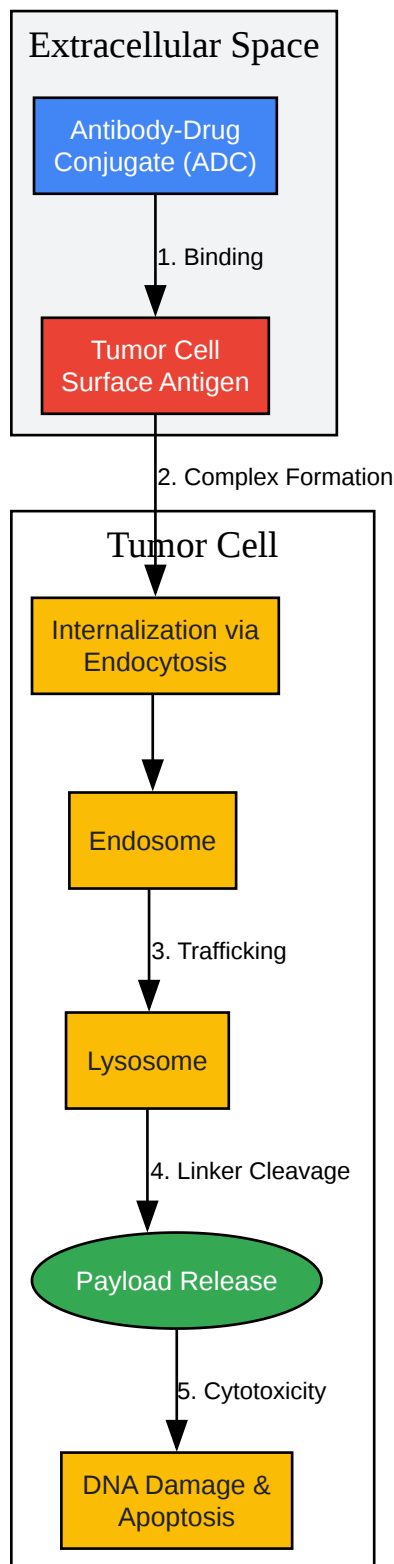 Extracellular Space
Antibody-Drug
Conjugate (ADC)
1. Binding
Tumor Cell
Surface Antigen
2. Complex Formation
Tumor Cell
Internalization via
Endocytosis
Endosome
3. Trafficking
Lysosome
4. Linker Cleavage
Payload Release
5. Cytotoxicity
DNA Damage &
Apoptosis